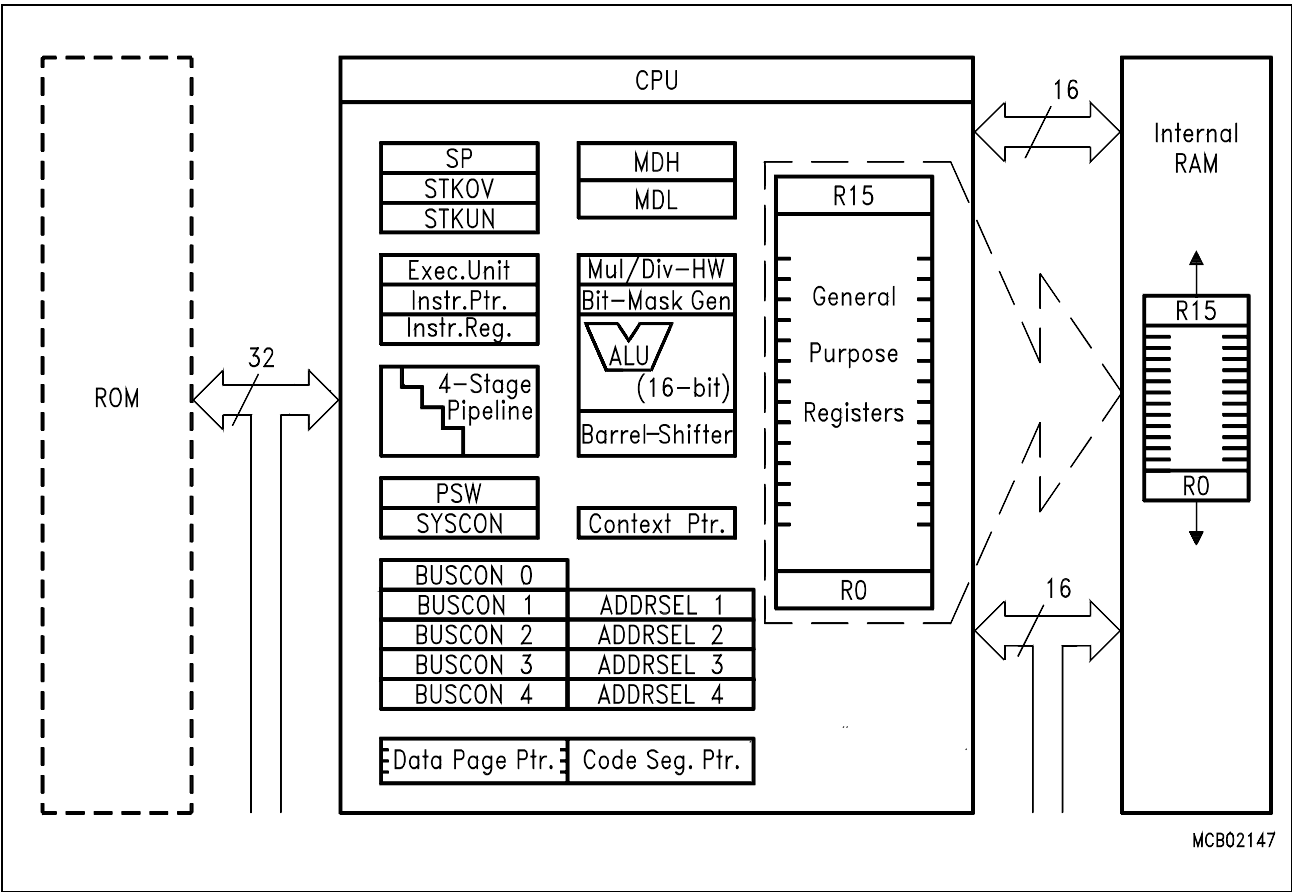 CPU
ROM
32
SP
STKOV
STKUN
Exec.Unit
Instr.Ptr.
Instr.Reg.
4-Stage
Pipeline
PSW
SYSCON
BUSCON 0
BUSCON 1
BUSCON 2
BUSCON 3
BUSCON 4
ADDRSEL 1
ADDRSEL 2
ADDRSEL 3
ADDRSEL 4
Data Page Ptr.
Code Seg. Ptr.
MDH
MDL
Mul/Div-HW
Bit-Mask Gen
ALU
(16-bit)
Barrel-Shifter
Context Ptr.
R15
General
Purpose
Registers
R0
16
16
Internal
RAM
R15
R0
MCB02147